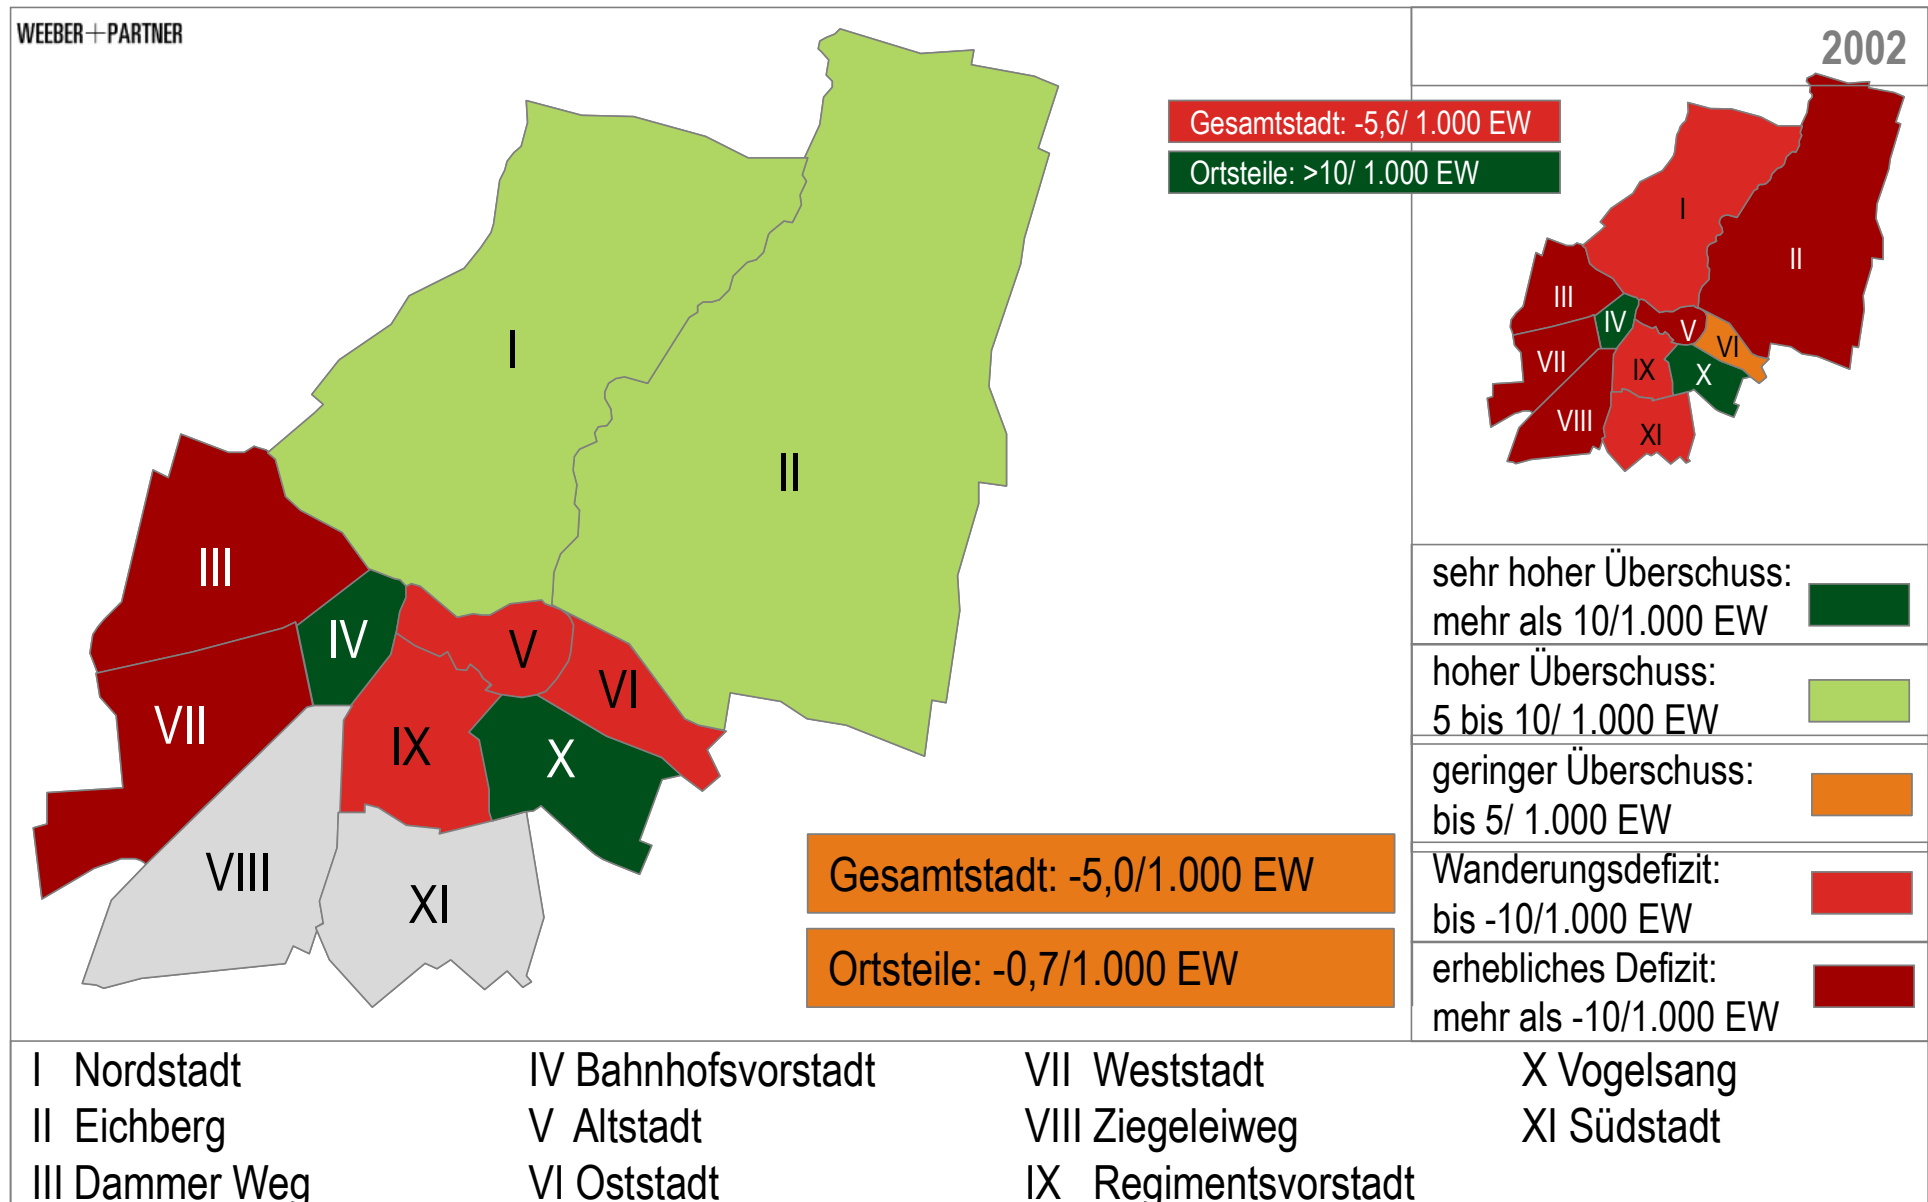 WEEBER+PARTNER
2002
Gesamtstadt: -5,6/ 1.000 EW
Ortsteile: >10/ 1.000 EW
I
II
III
IV
V
VI
VII
IX
X
VIII
XI
I
II
III
IV
V
VI
VII
IX
X
VIII
XI
Gesamtstadt: -5,0/1.000 EW
Ortsteile: -0,7/1.000 EW
sehr hoher Überschuss:
mehr als 10/1.000 EW
hoher Überschuss:
5 bis 10/ 1.000 EW
geringer Überschuss:
bis 5/ 1.000 EW
Wanderungsdefizit:
bis -10/1.000 EW
erhebliches Defizit:
mehr als -10/1.000 EW
I Nordstadt
II Eichberg
III Dammer Weg
IV Bahnhofsvorstadt
V Altstadt
VI Oststadt
VII Weststadt
VIII Ziegeleiweg
IX Regimentsvorstadt
X Vogelsang
XI Südstadt